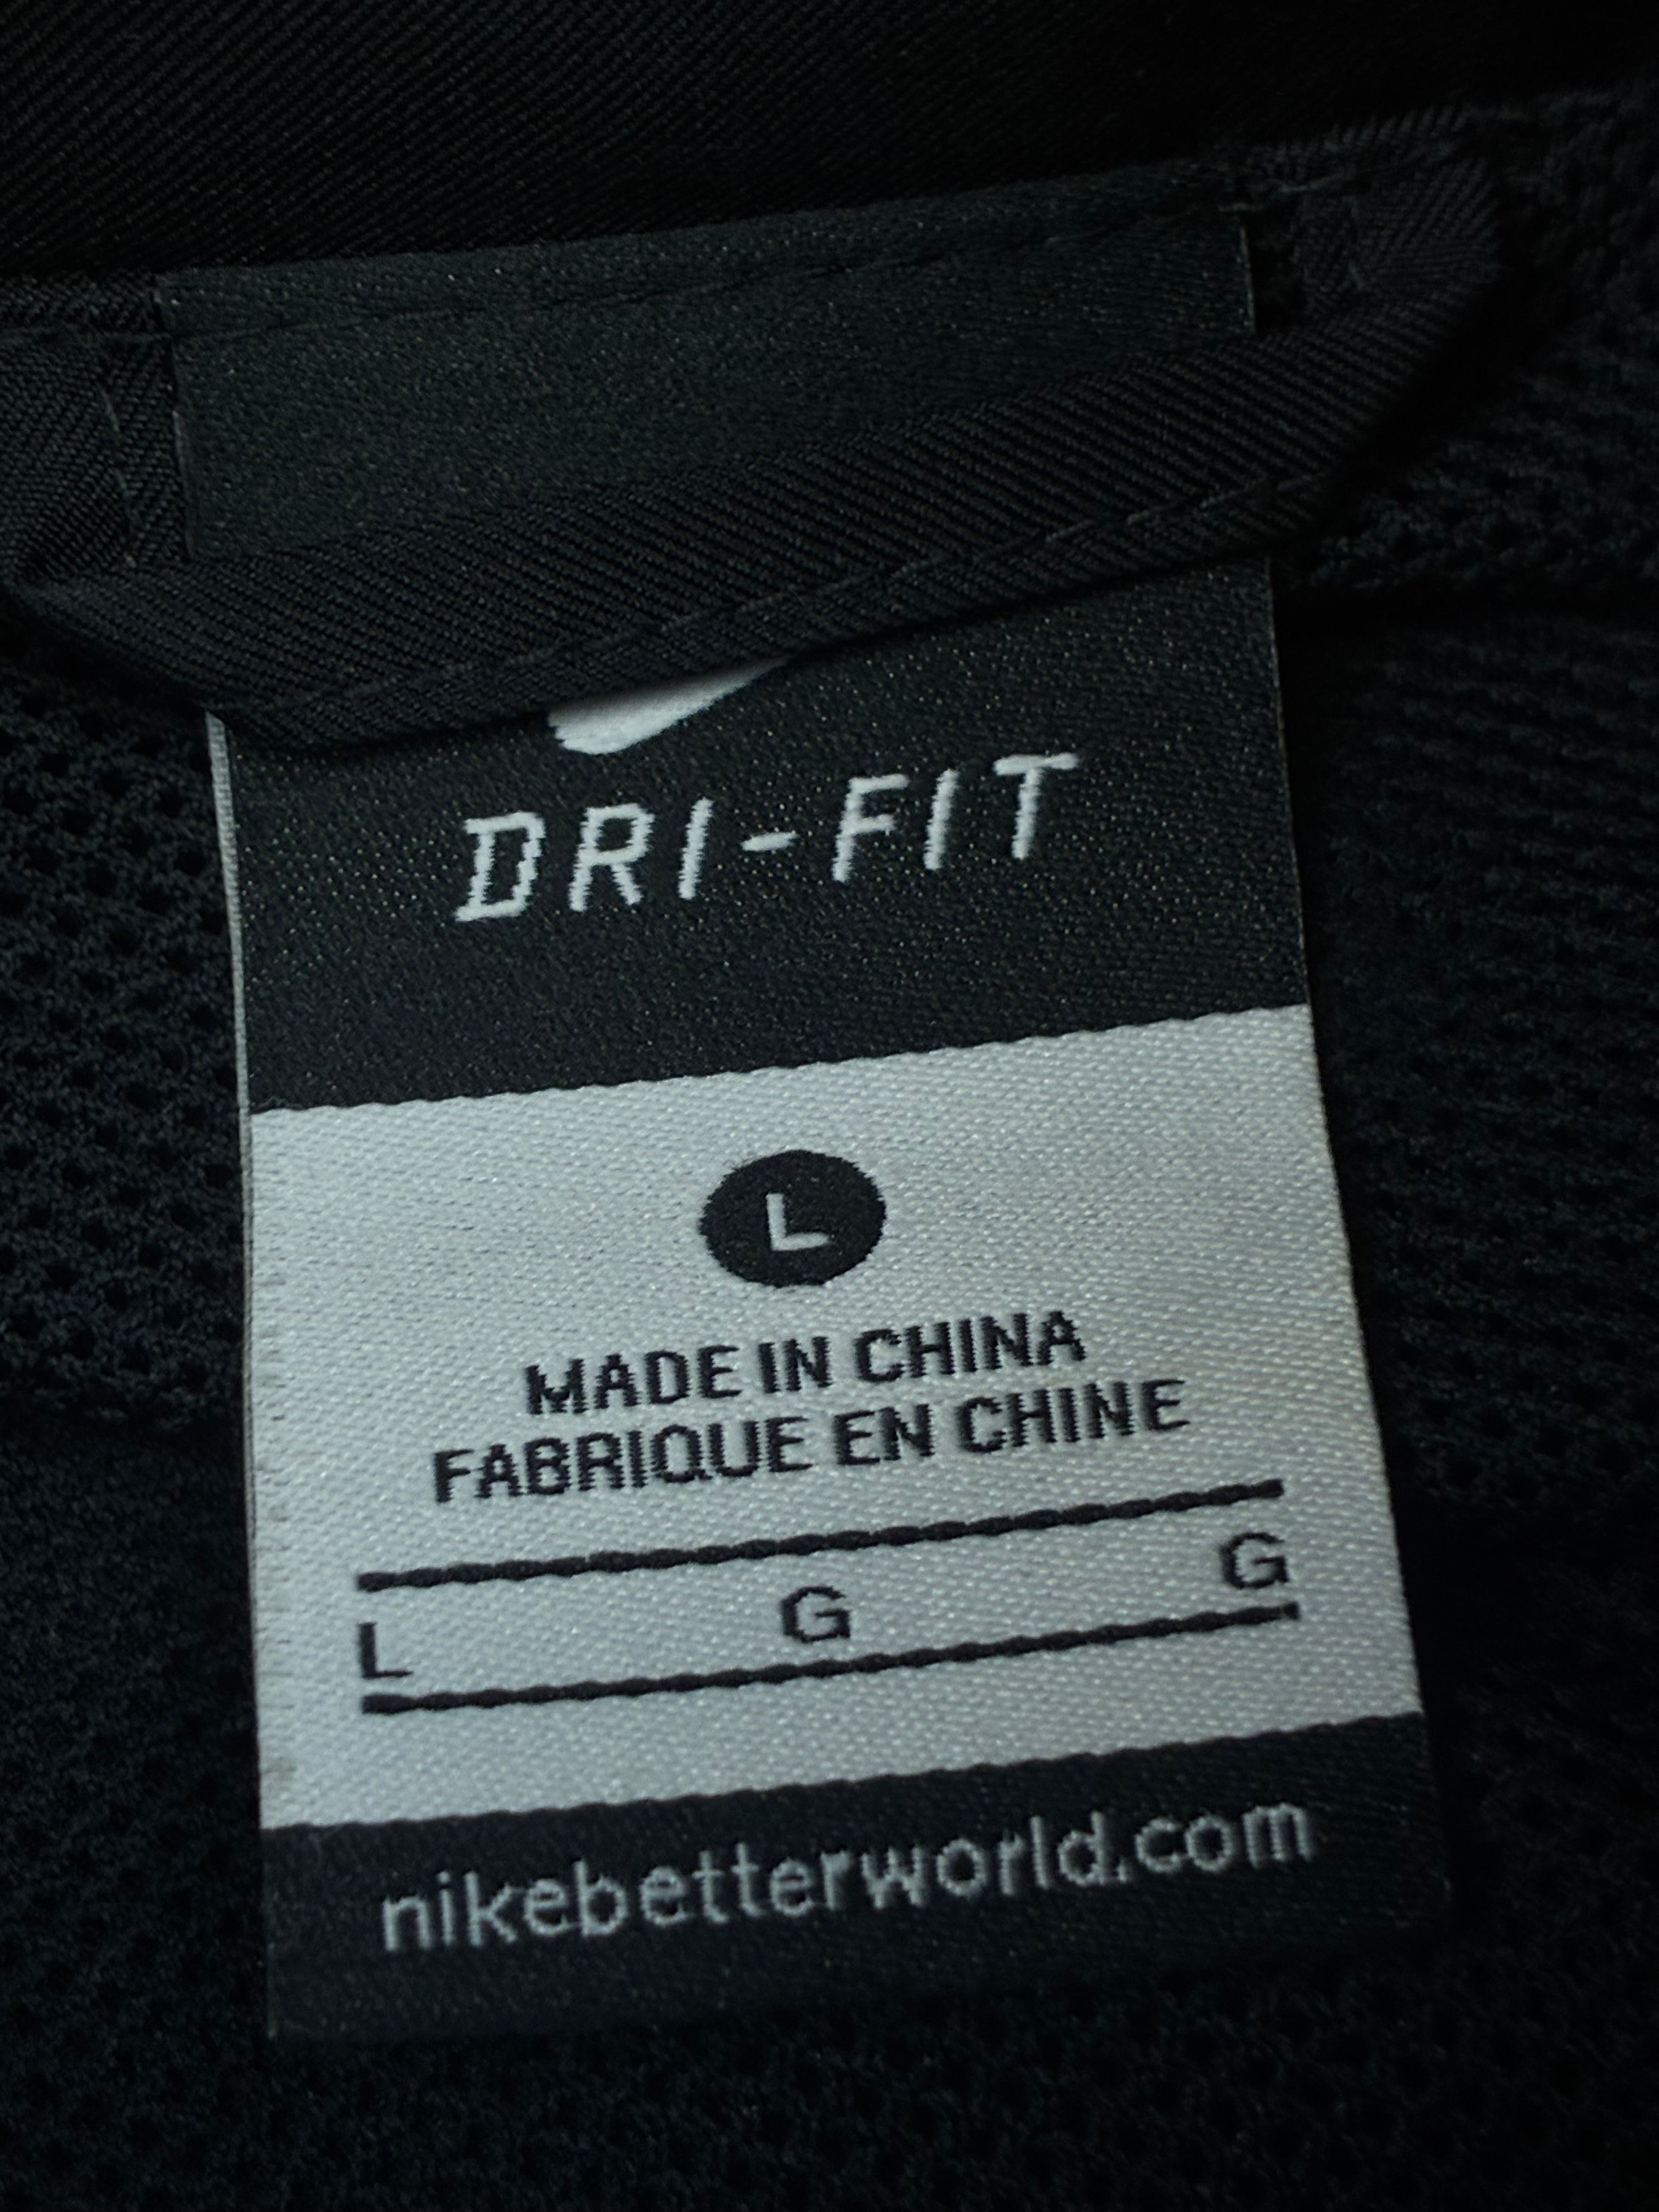 DRI-FIT
L
MADE IN CHINA
FABRIQUE EN CHINE
L G G
nikebetterworld.com